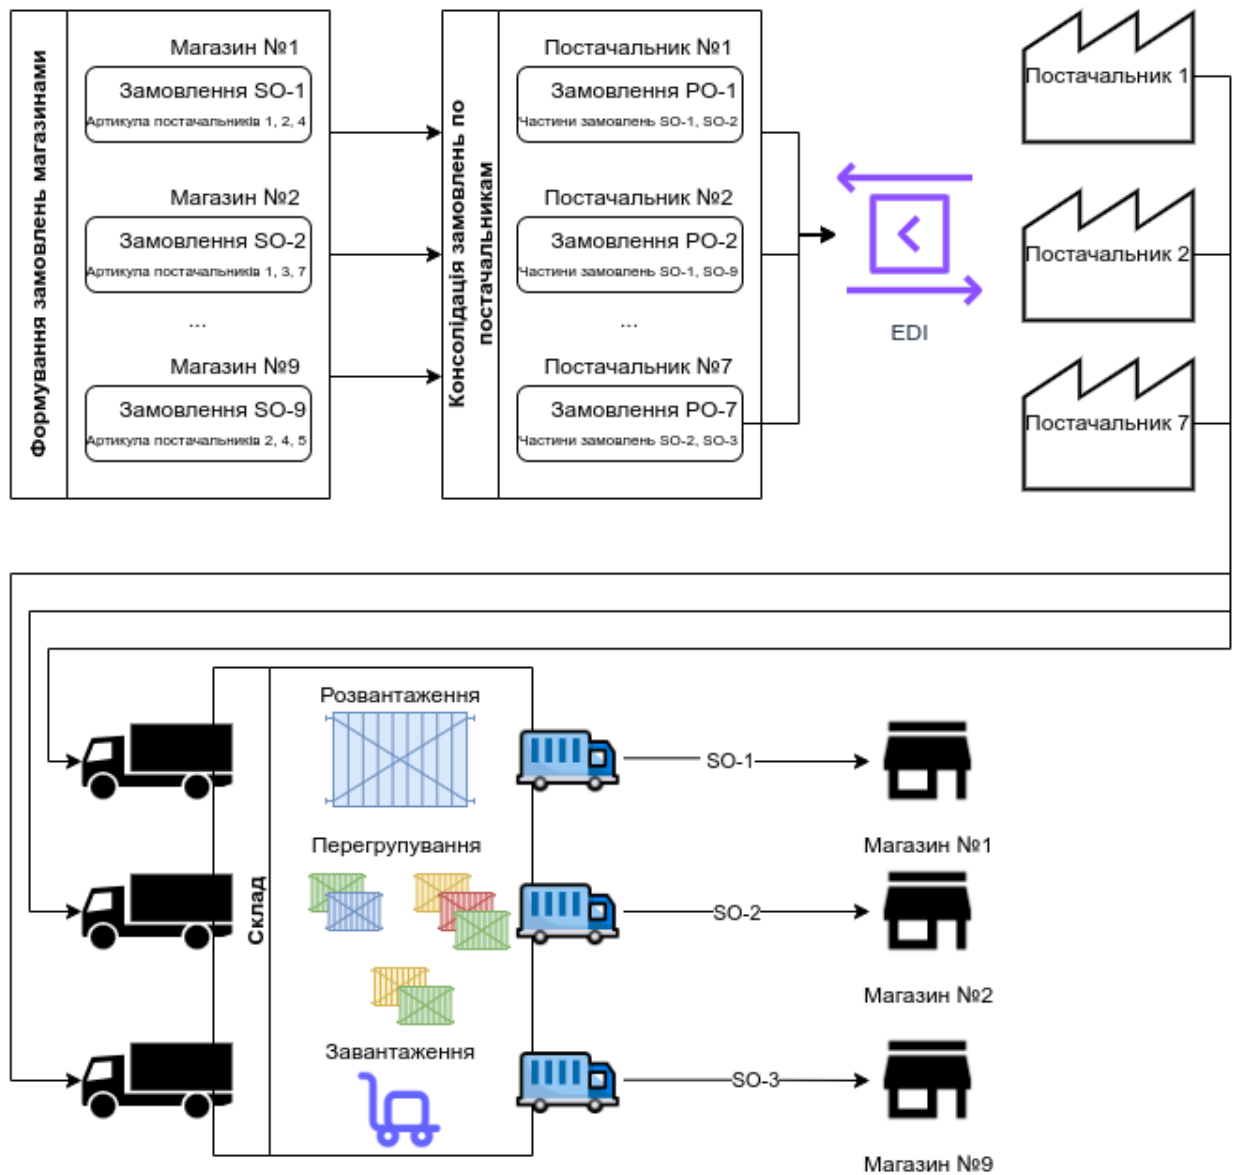 Формування замовлень магазинами
Магазин №1
Замовлення SO-1
Артикула постачальників 1, 2, 4
Магазин №2
Замовлення SO-2
Артикула постачальників 1, 3, 7
...
Магазин №9
Замовлення SO-9
Артикула постачальників 2, 4, 5
Консолідація замовлень по
постачальникам
Постачальник №1
Замовлення PO-1
Частини замовлень SO-1, SO-2
Постачальник №2
Замовлення PO-2
Частини замовлень SO-1, SO-9
...
Постачальник №7
Замовлення PO-7
Частини замовлень SO-2, SO-3
EDI
Постачальник 1
Постачальник 2
Постачальник 7
Склад
Розвантаження
Перегрупування
Завантаження
SO-1
Магазин №1
SO-2
Магазин №2
SO-3
Магазин №9